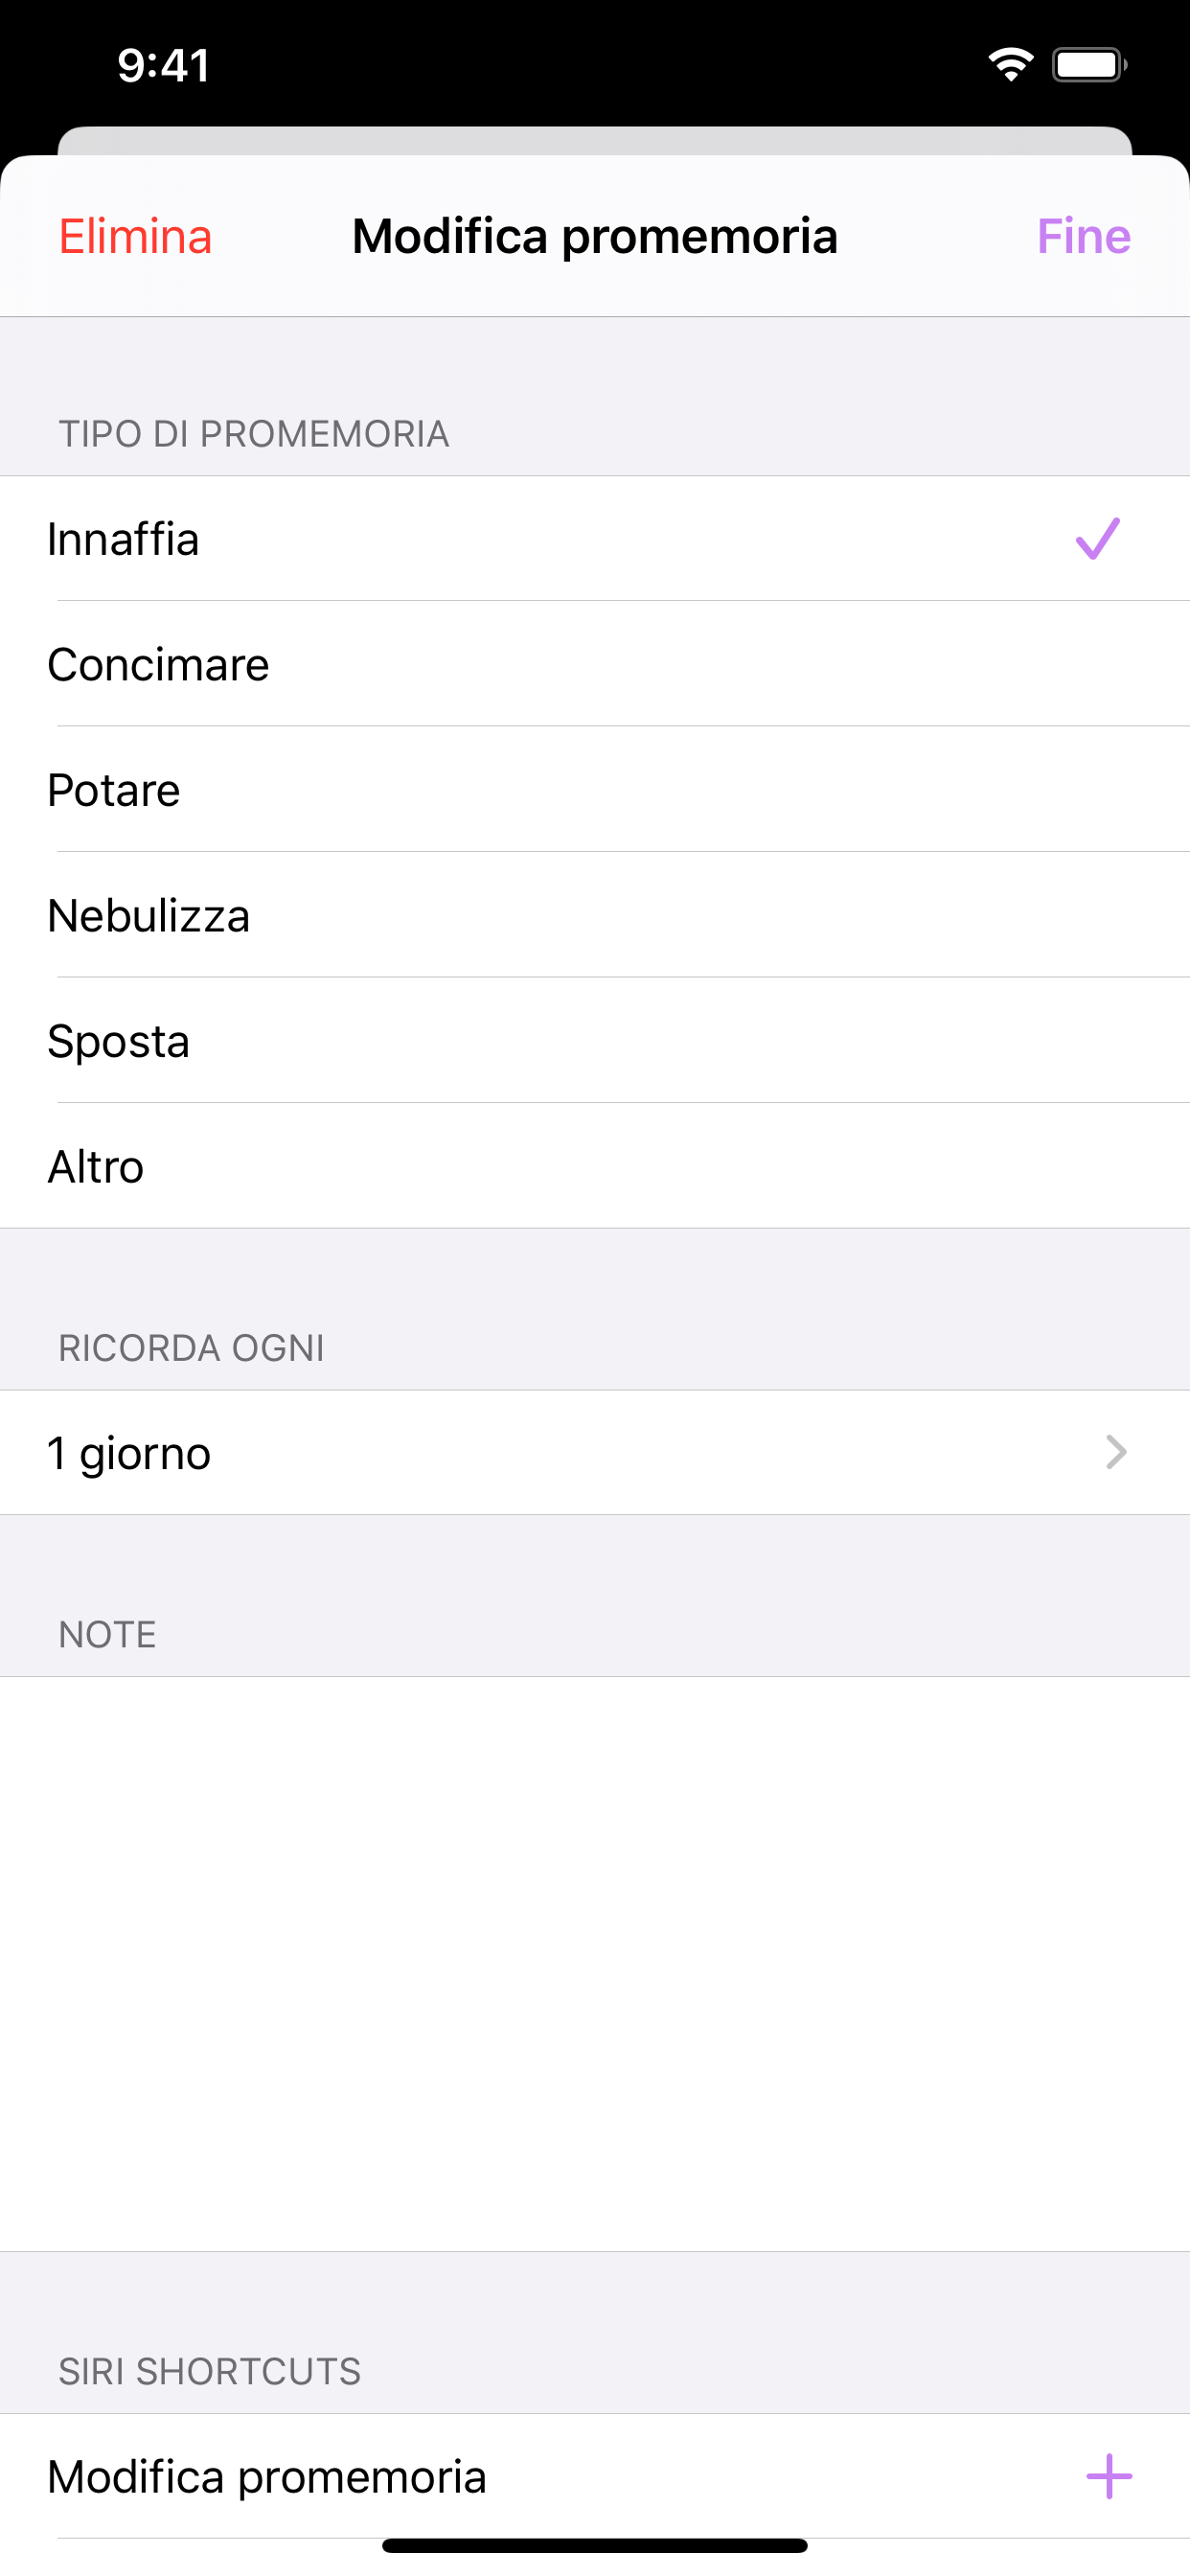 9:41
Elimina
Modifica promemoria
Fine
TIPO DI PROMEMORIA
Innaffia
Concimare
Potare
Nebulizza
Sposta
Altro
RICORDA OGNI
1 giorno
NOTE
SIRI SHORTCUTS
Modifica promemoria